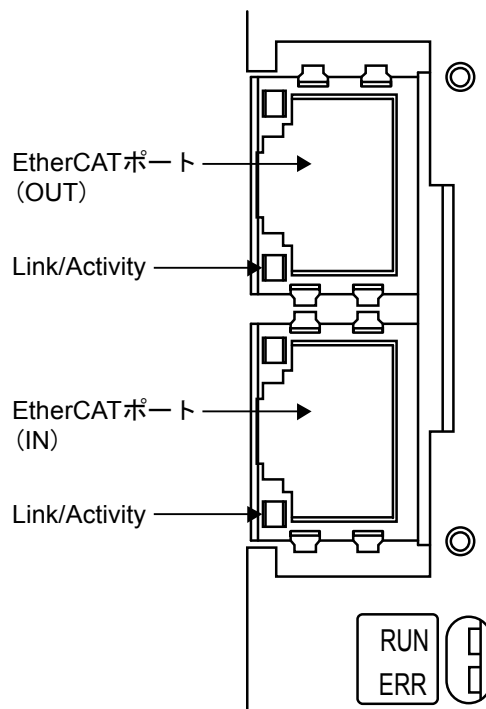 EtherCATポート
（OUT）
Link/Activity
EtherCATポート
（IN）
Link/Activity
RUN
ERR